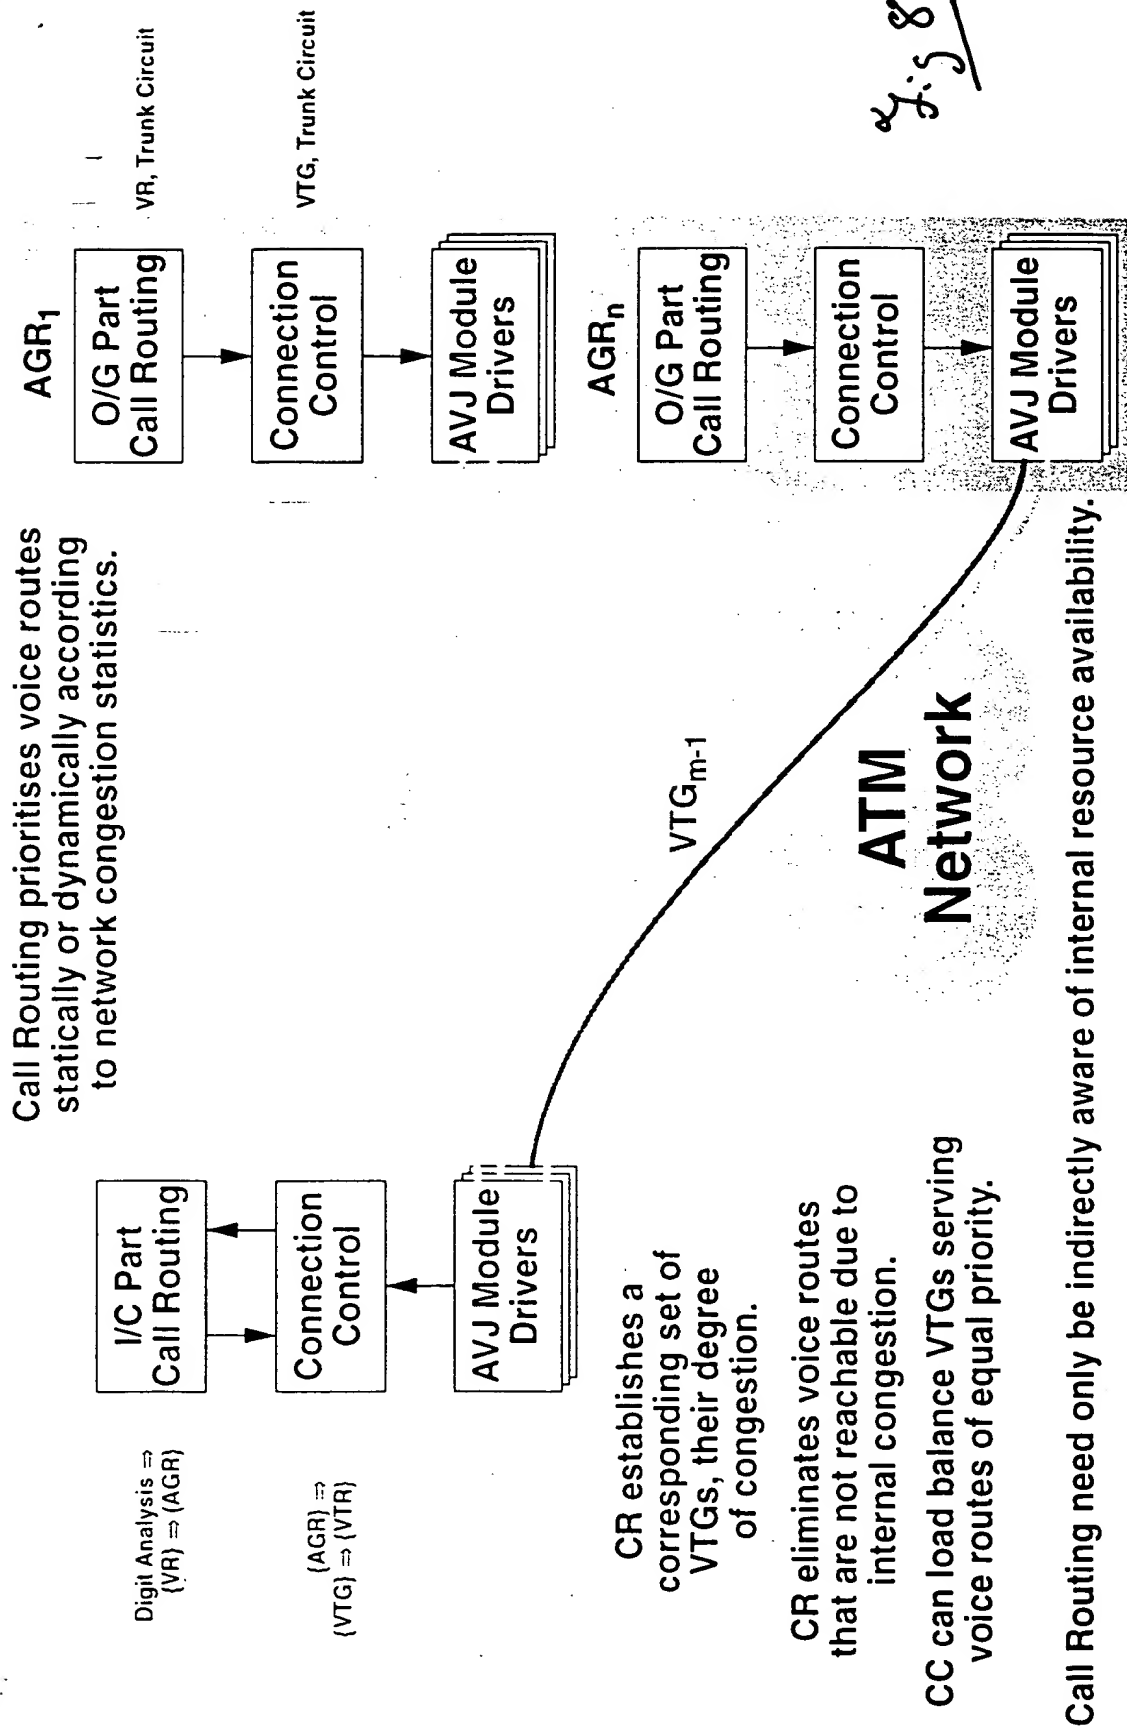 Call Routing prioritises voice routes
statically or dynamically according
to network congestion statistics.
Digit Analysis ⇒
{VR} ⇒ {AGR}
I/C Part
Call Routing
{AGR} ⇒
{VTG} ⇒ {VTR}
Connection
Control
AVJ Module
Drivers
AGR1
O/G Part
Call Routing
VR, Trunk Circuit
Connection
Control
VTG, Trunk Circuit
AVJ Module
Drivers
CR establishes a
corresponding set of
VTGs, their degree
of congestion.
VTGm-1
AGRn
O/G Part
Call Routing
CR eliminates voice routes
that are not reachable due to
internal congestion.
ATM
Network
Connection
Control
CC can load balance VTGs serving
voice routes of equal priority.
AVJ Module
Drivers
Call Routing need only be indirectly aware of internal resource availability.
Fig 8